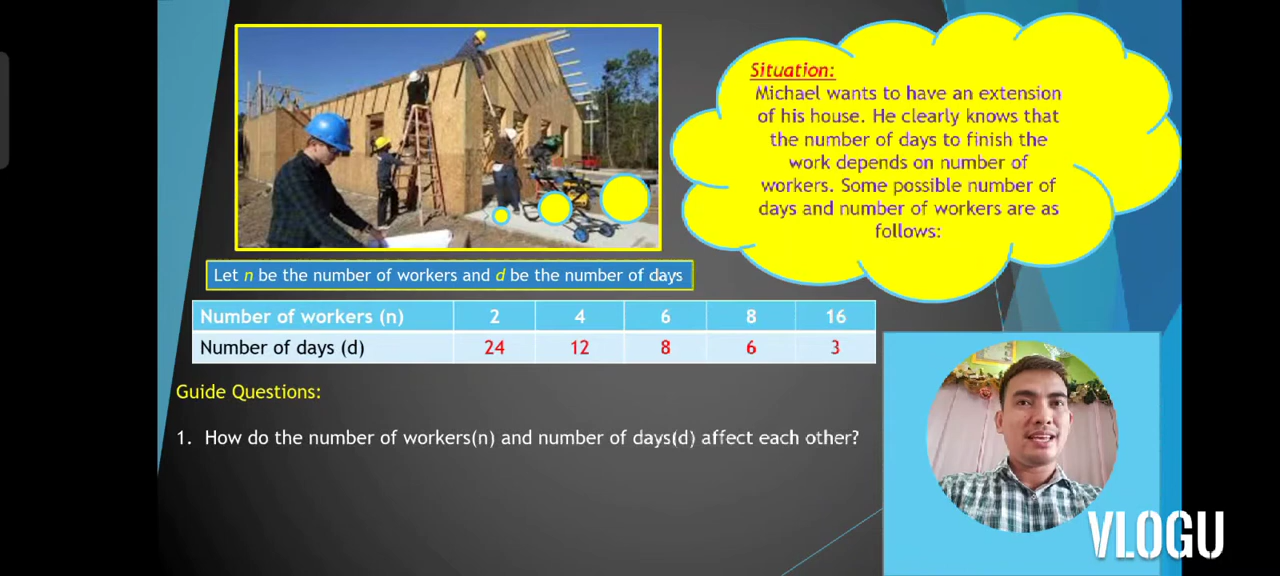 Situation:
Michael wants to have an extension
of his house. He clearly knows that
the number of days to finish the
work depends on number of
workers. Some possible number of
days and number of workers are as
follows:
Let n be the number of workers and d be the number of days
Number of workers (n) 2 4 6 8 16
Number of days (d) 24 12 8 6 3
Guide Questions:
1. How do the number of workers(n) and number of days(d) affect each other?
VLOGU